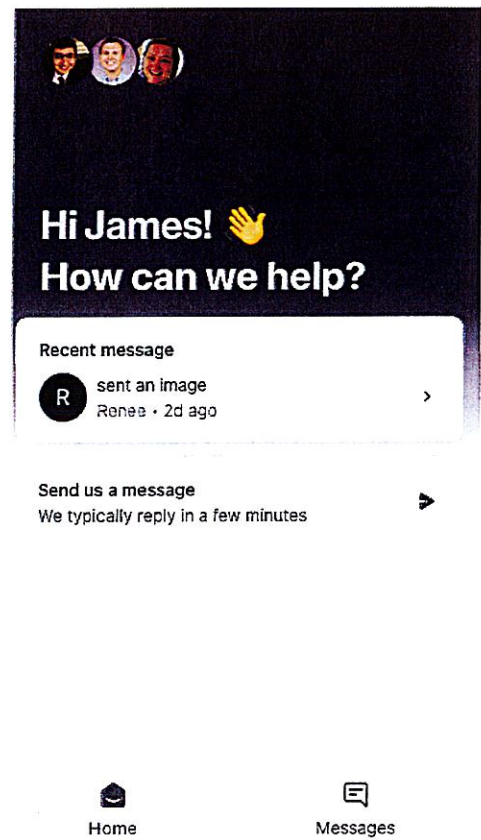 Hi James! 👋
How can we help?
Recent message
R
sent an image
Renee • 2d ago
Send us a message
We typically reply in a few minutes
Home
Messages